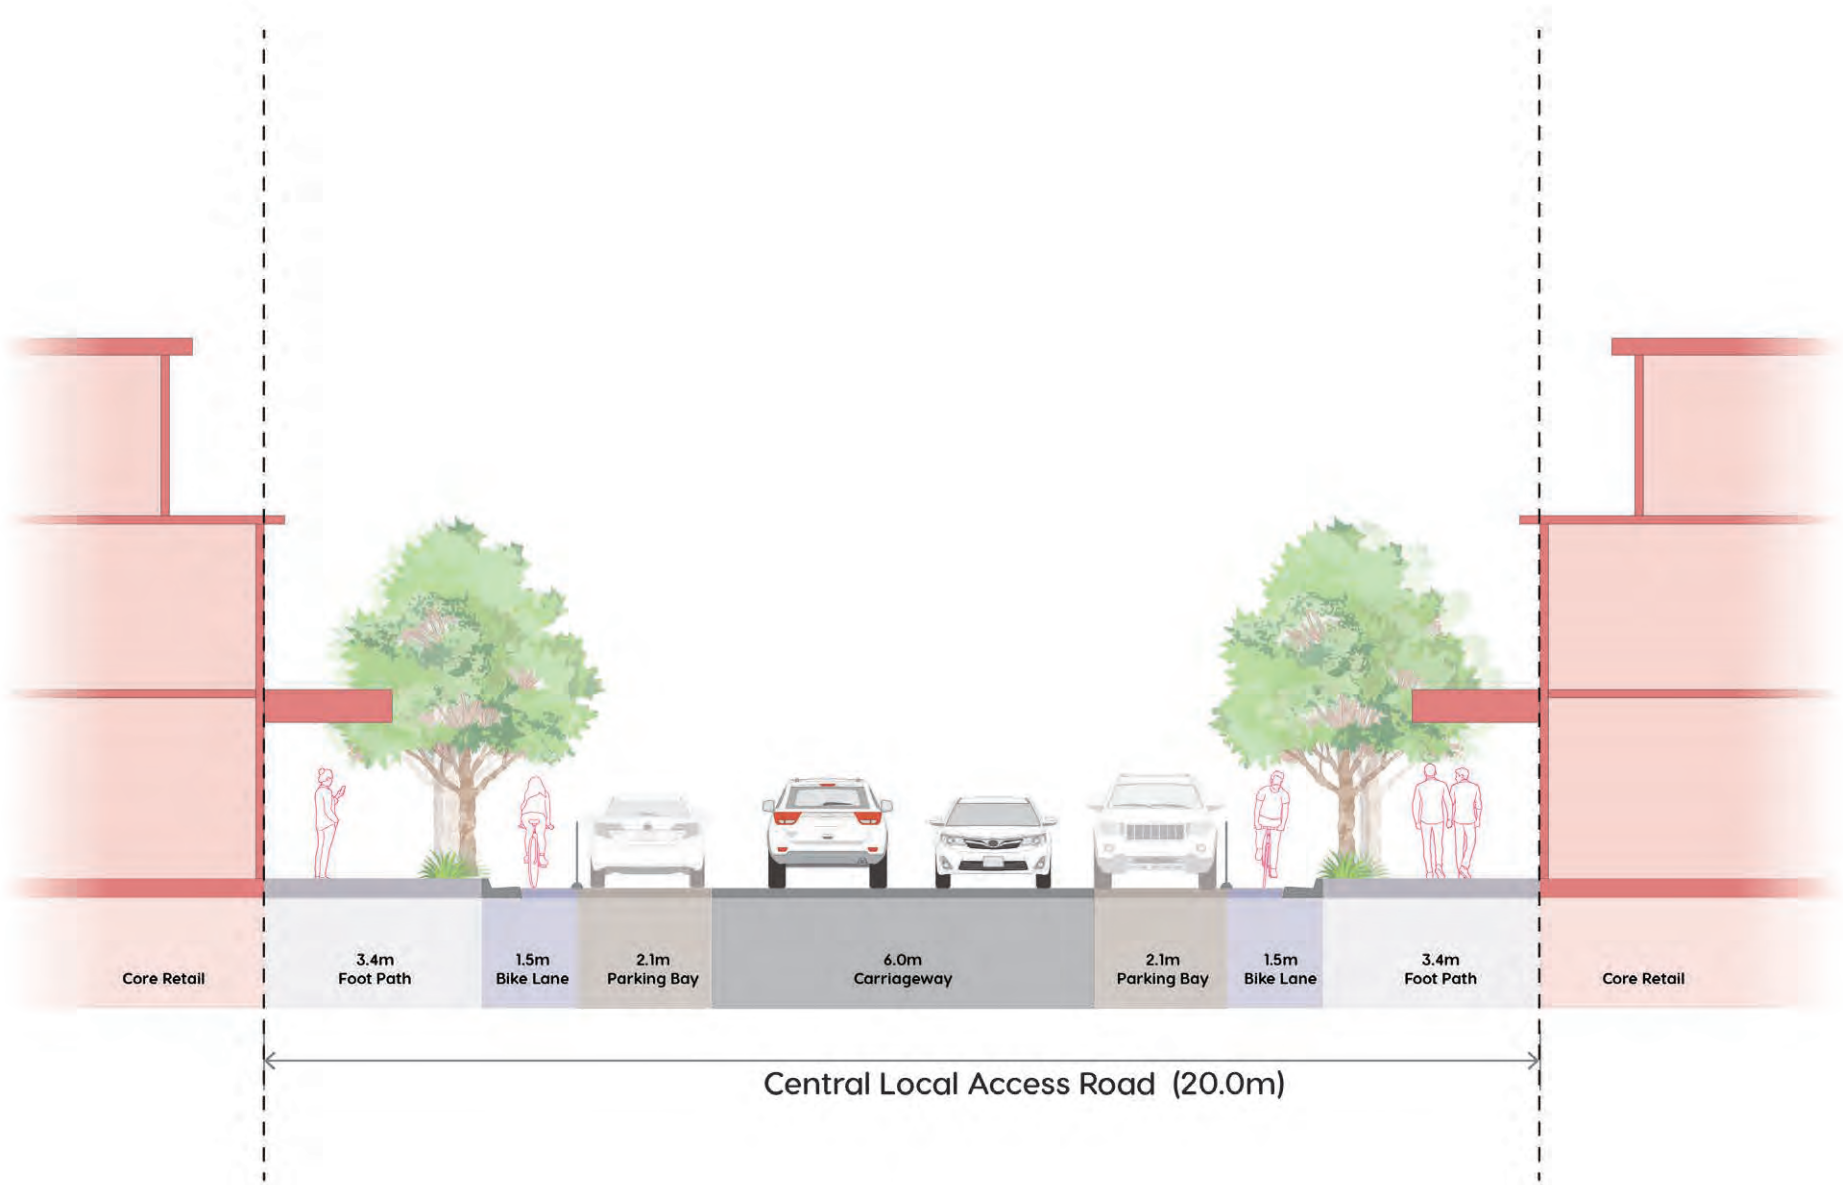 Core Retail
3.4m
Foot Path
1.5m
Bike Lane
2.1m
Parking Bay
6.0m
Carriageway
2.1m
Parking Bay
1.5m
Bike Lane
3.4m
Foot Path
Core Retail
Central Local Access Road (20.0m)